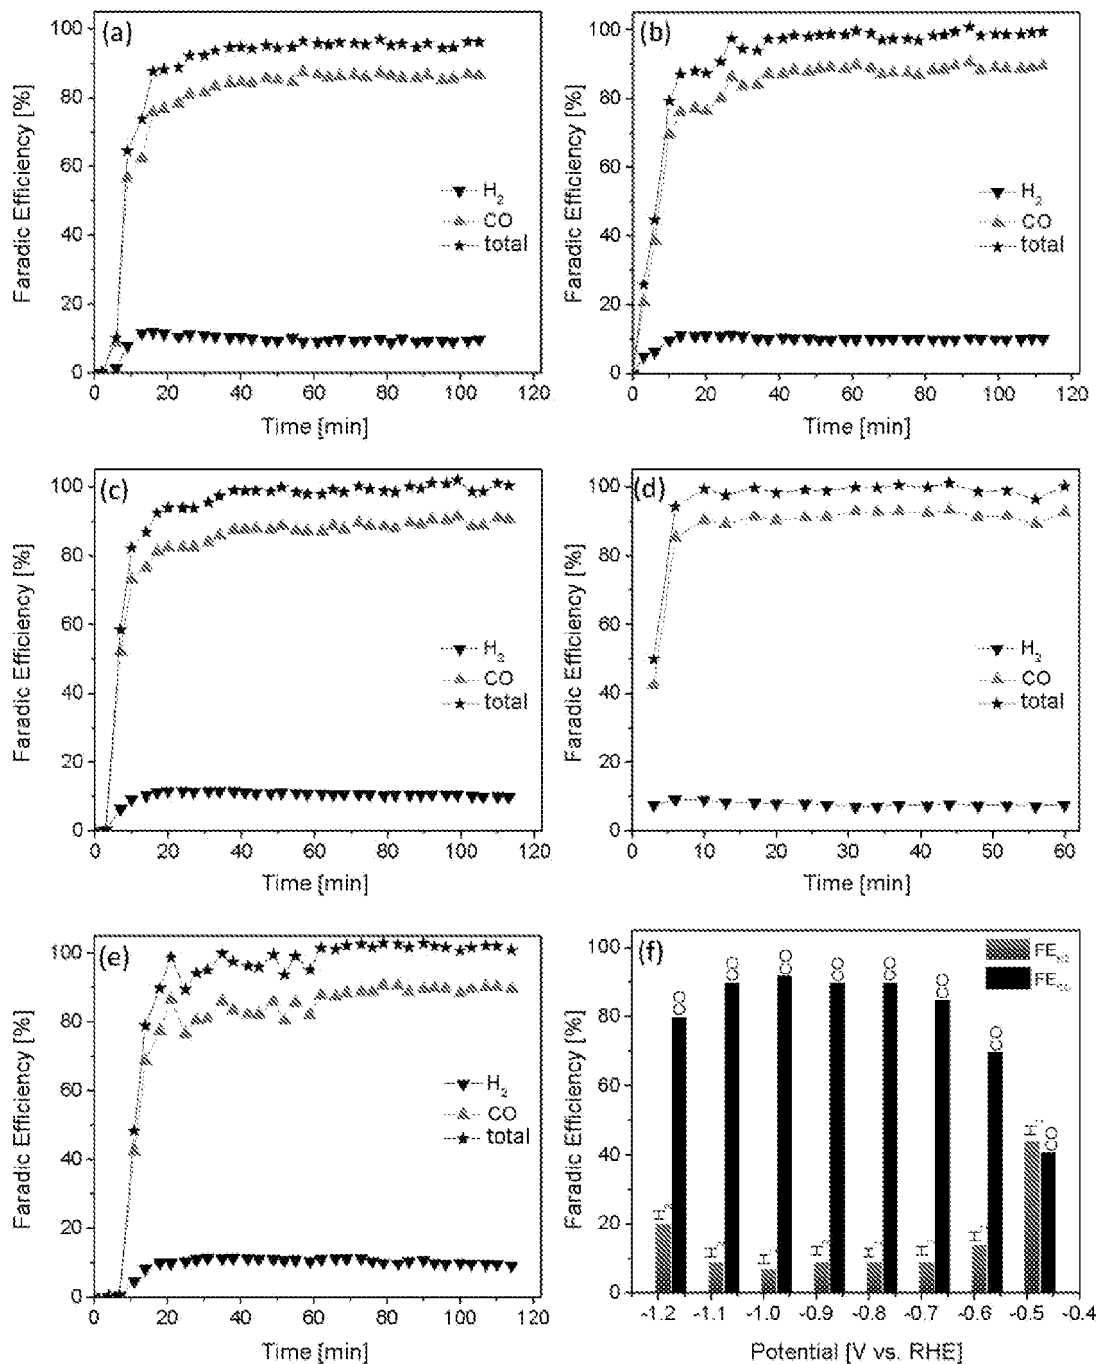 (a)
Faradic Efficiency [%]
100
80
60
40
20
0
H₂
CO
total
0 20 40 60 80 100 120
Time [min]
(b)
Faradic Efficiency [%]
100
80
60
40
20
0
H₂
CO
total
0 20 40 60 80 100 120
Time [min]
(c)
Faradic Efficiency [%]
100
80
60
40
20
0
H₂
CO
total
0 20 40 60 80 100 120
Time [min]
(d)
Faradic Efficiency [%]
100
80
60
40
20
0
H₂
CO
total
0 10 20 30 40 50 60
Time [min]
(e)
Faradic Efficiency [%]
100
80
60
40
20
0
H₂
CO
total
0 20 40 60 80 100 120
Time [min]
(f)
Faradic Efficiency [%]
100
80
60
40
20
0
FE
FE
H₂ CO H₂ CO H₂ CO H₂ CO H₂ CO H₂ CO H₂ CO H₂ CO
-1.2 -1.1 -1.0 -0.9 -0.8 -0.7 -0.6 -0.5 -0.4
Potential [V vs. RHE]